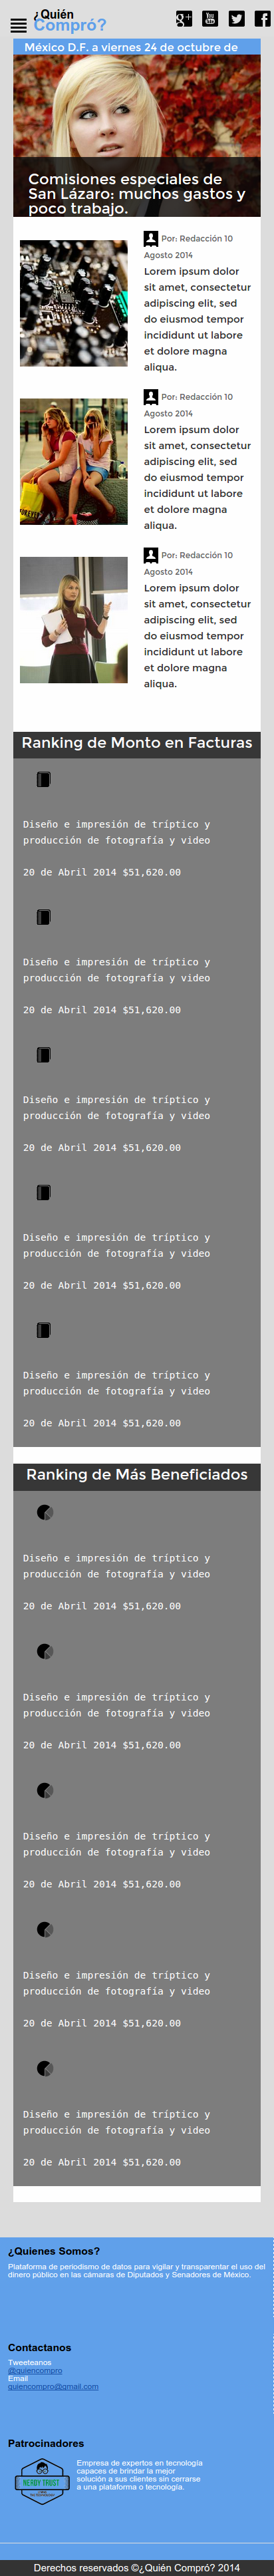 ¿Quién
Compró?
México D.F. a viernes 24 de octubre de
Comisiones especiales de
San Lázaro: muchos gastos y
poco trabajo.
Por: Redacción 10
Agosto 2014
Lorem ipsum dolor
sit amet, consectetur
adipiscing elit, sed
do eiusmod tempor
incididunt ut labore
et dolore magna
aliqua.
Por: Redacción 10
Agosto 2014
Lorem ipsum dolor
sit amet, consectetur
adipiscing elit, sed
do eiusmod tempor
incididunt ut labore
et dolore magna
aliqua.
Por: Redacción 10
Agosto 2014
Lorem ipsum dolor
sit amet, consectetur
adipiscing elit, sed
do eiusmod tempor
incididunt ut labore
et dolore magna
aliqua.
Ranking de Monto en Facturas
Diseño e impresión de tríptico y
producción de fotografía y video
20 de Abril 2014 $51,620.00
Diseño e impresión de tríptico y
producción de fotografía y video
20 de Abril 2014 $51,620.00
Diseño e impresión de tríptico y
producción de fotografía y video
20 de Abril 2014 $51,620.00
Diseño e impresión de tríptico y
producción de fotografía y video
20 de Abril 2014 $51,620.00
Diseño e impresión de tríptico y
producción de fotografía y video
20 de Abril 2014 $51,620.00
Ranking de Más Beneficiados
Diseño e impresión de tríptico y
producción de fotografía y video
20 de Abril 2014 $51,620.00
Diseño e impresión de tríptico y
producción de fotografía y video
20 de Abril 2014 $51,620.00
Diseño e impresión de tríptico y
producción de fotografía y video
20 de Abril 2014 $51,620.00
Diseño e impresión de tríptico y
producción de fotografía y video
20 de Abril 2014 $51,620.00
Diseño e impresión de tríptico y
producción de fotografía y video
20 de Abril 2014 $51,620.00
¿Quienes Somos?
Plataforma de periodismo de datos para vigilar y transparentar el uso del
dinero público en las cámaras de Diputados y Senadores de México.
Contactanos
Tweeteanos
@quiencompro
Email
quiencompro@gmail.com
Patrocinadores
NERDY TRUST
Empresa de expertos en tecnología
capaces de brindar la mejor
solución a sus clientes sin cerrarse
a una plataforma o tecnología.
Derechos reservados ©¿Quién Compró? 2014